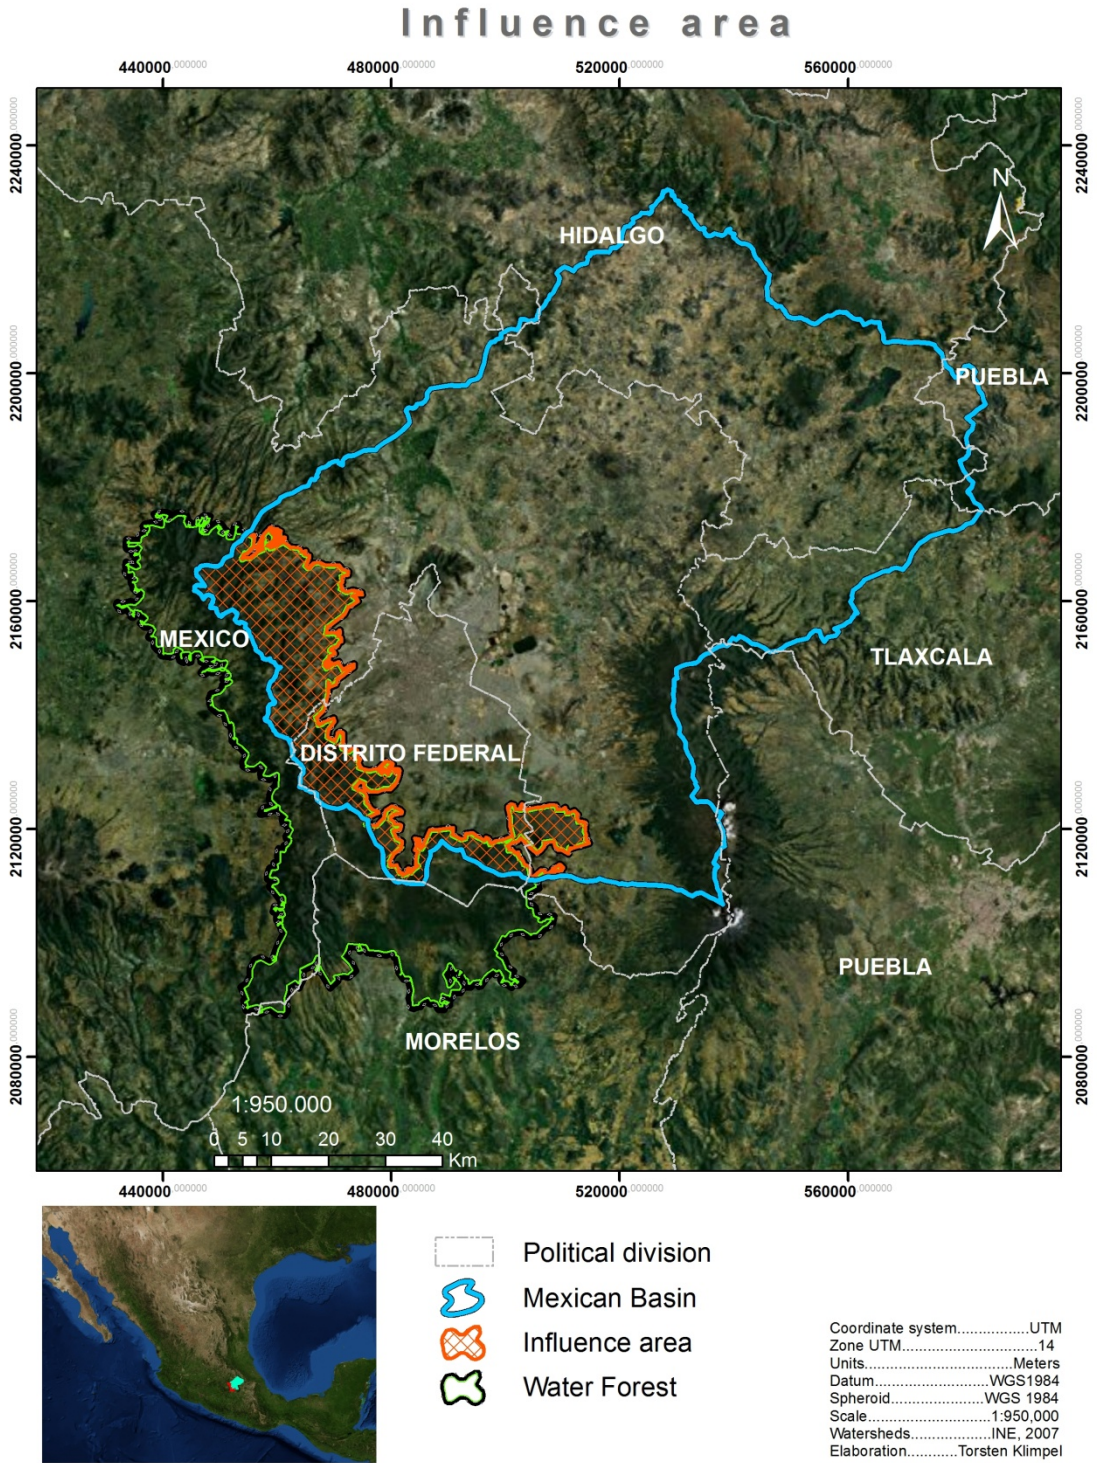 Influence area
440000.000000 480000.000000 520000.000000 560000.000000
2240000.000000 2240000.000000
N
HIDALGO
2200000.000000 2200000.000000
PUEBLA
2160000.000000 2160000.000000
MEXICO
TLAXCALA
DISTRITO FEDERAL
2120000.000000 2120000.000000
PUEBLA
MORELOS
2080000.000000 2080000.000000
1:950.000
0 5 10 20 30 40
Km
440000.000000 480000.000000 520000.000000 560000.000000
Political division
Mexican Basin
Influence area
Water Forest
Coordinate system................UTM
Zone UTM..............................14
Units.................................Meters
Datum.........................WGS1984
Spheroid......................WGS 1984
Scale...........................1:950,000
Watersheds..................INE, 2007
Elaboration...........Torsten Klimpel